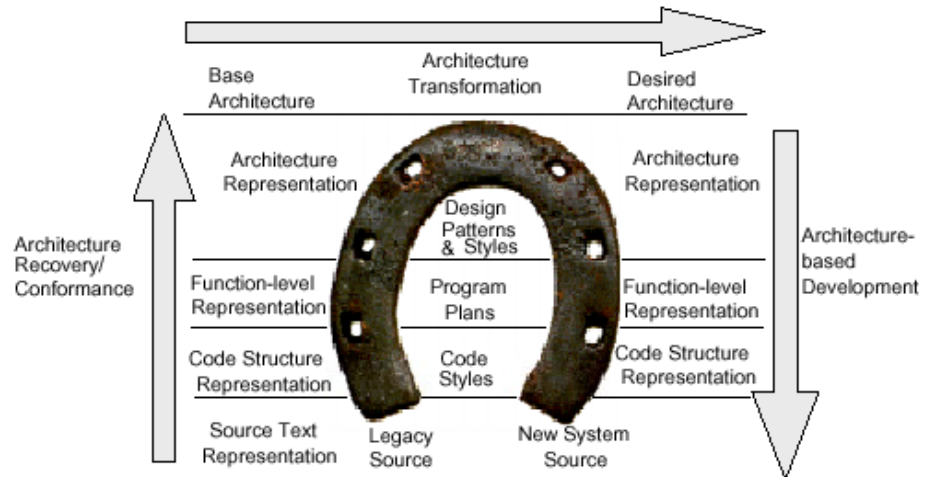 Architecture
Transformation
Base
Architecture
Desired
Architecture
Architecture
Representation
Architecture
Representation
Design
Patterns
& Styles
Architecture
Recovery/
Conformance
Architecture-
based
Development
Function-level
Representation
Program
Plans
Function-level
Representation
Code Structure
Representation
Code
Styles
Code Structure
Representation
Source Text
Representation
Legacy
Source
New System
Source